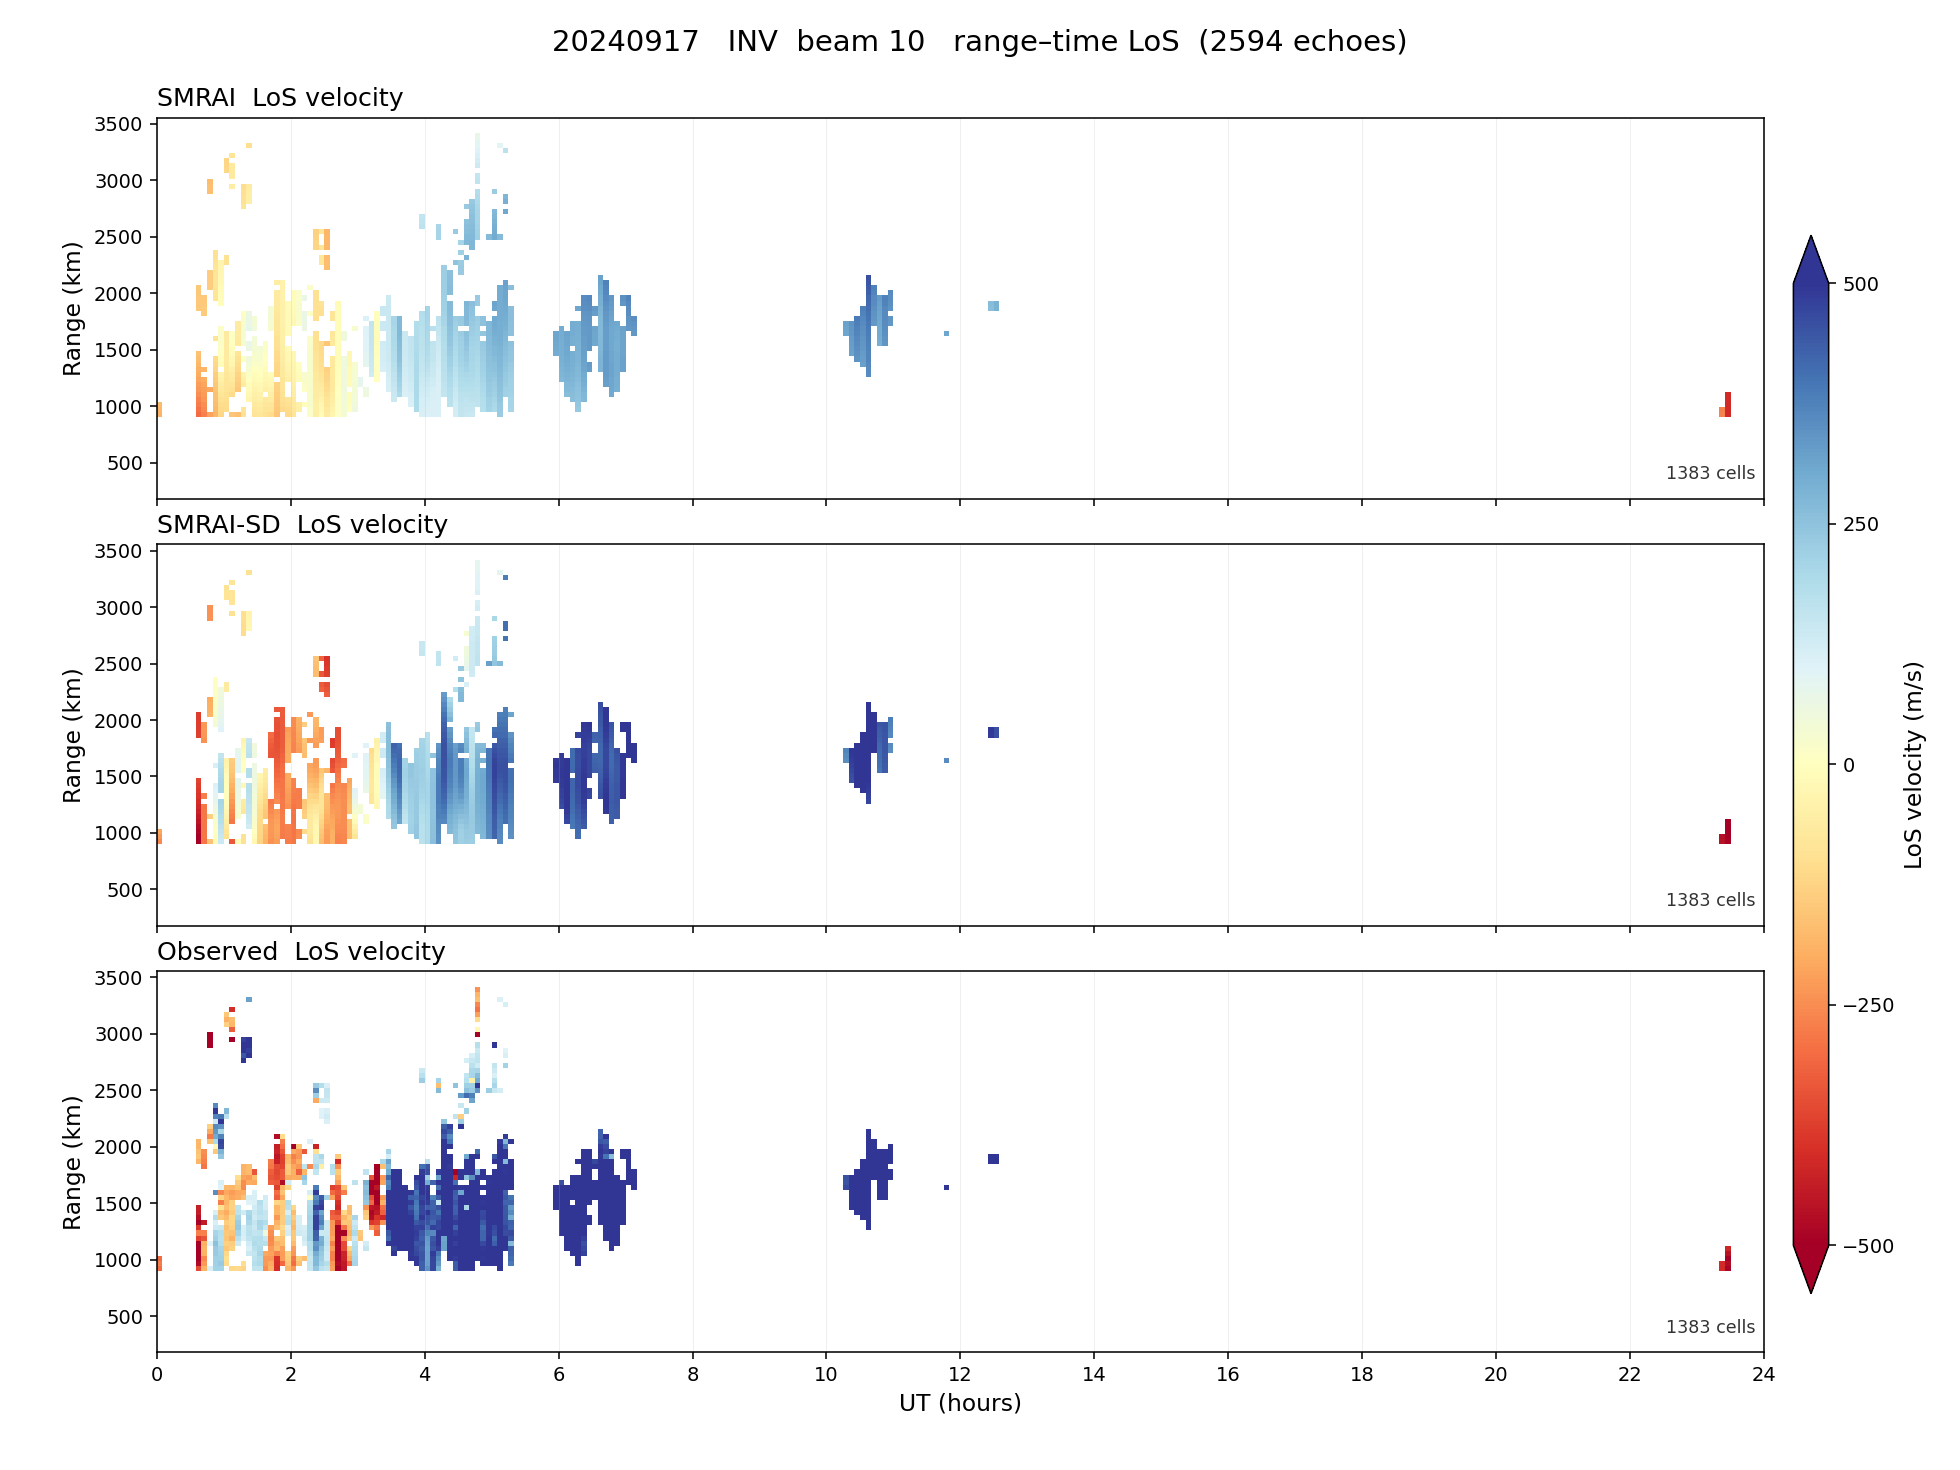 20240917   INV  beam 10   range–time LoS  (2594 echoes)
SMRAI  LoS velocity
3500
3000
2500
2000
1500
1000
500
Range (km)
1383 cells
SMRAI-SD  LoS velocity
3500
3000
2500
2000
1500
1000
500
Range (km)
1383 cells
Observed  LoS velocity
3500
3000
2500
2000
1500
1000
500
Range (km)
1383 cells
0 2 4 6 8 10 12 14 16 18 20 22 24
UT (hours)
500
250
0
−250
−500
LoS velocity (m/s)